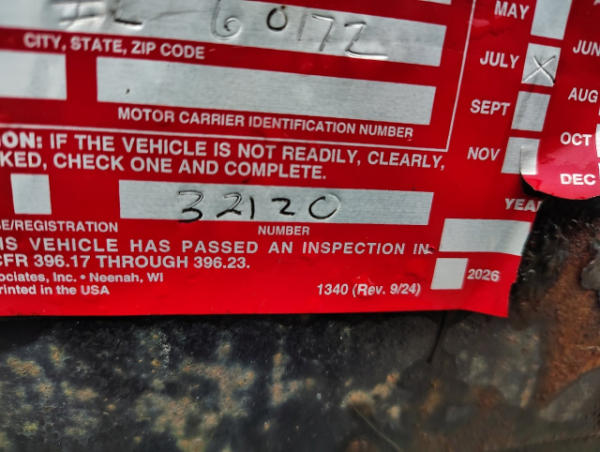 IL 60172
CITY, STATE, ZIP CODE
MOTOR CARRIER IDENTIFICATION NUMBER
ON: IF THE VEHICLE IS NOT READILY, CLEARLY,
KED, CHECK ONE AND COMPLETE.
32120
E/REGISTRATION NUMBER
IS VEHICLE HAS PASSED AN INSPECTION IN
CFR 396.17 THROUGH 396.23.
ociates, Inc. • Neenah, WI
rinted in the USA
1340 (Rev. 9/24)
MAY
JULY X
JUN
SEPT
AUG
NOV
OCT
DEC
YEA
2026